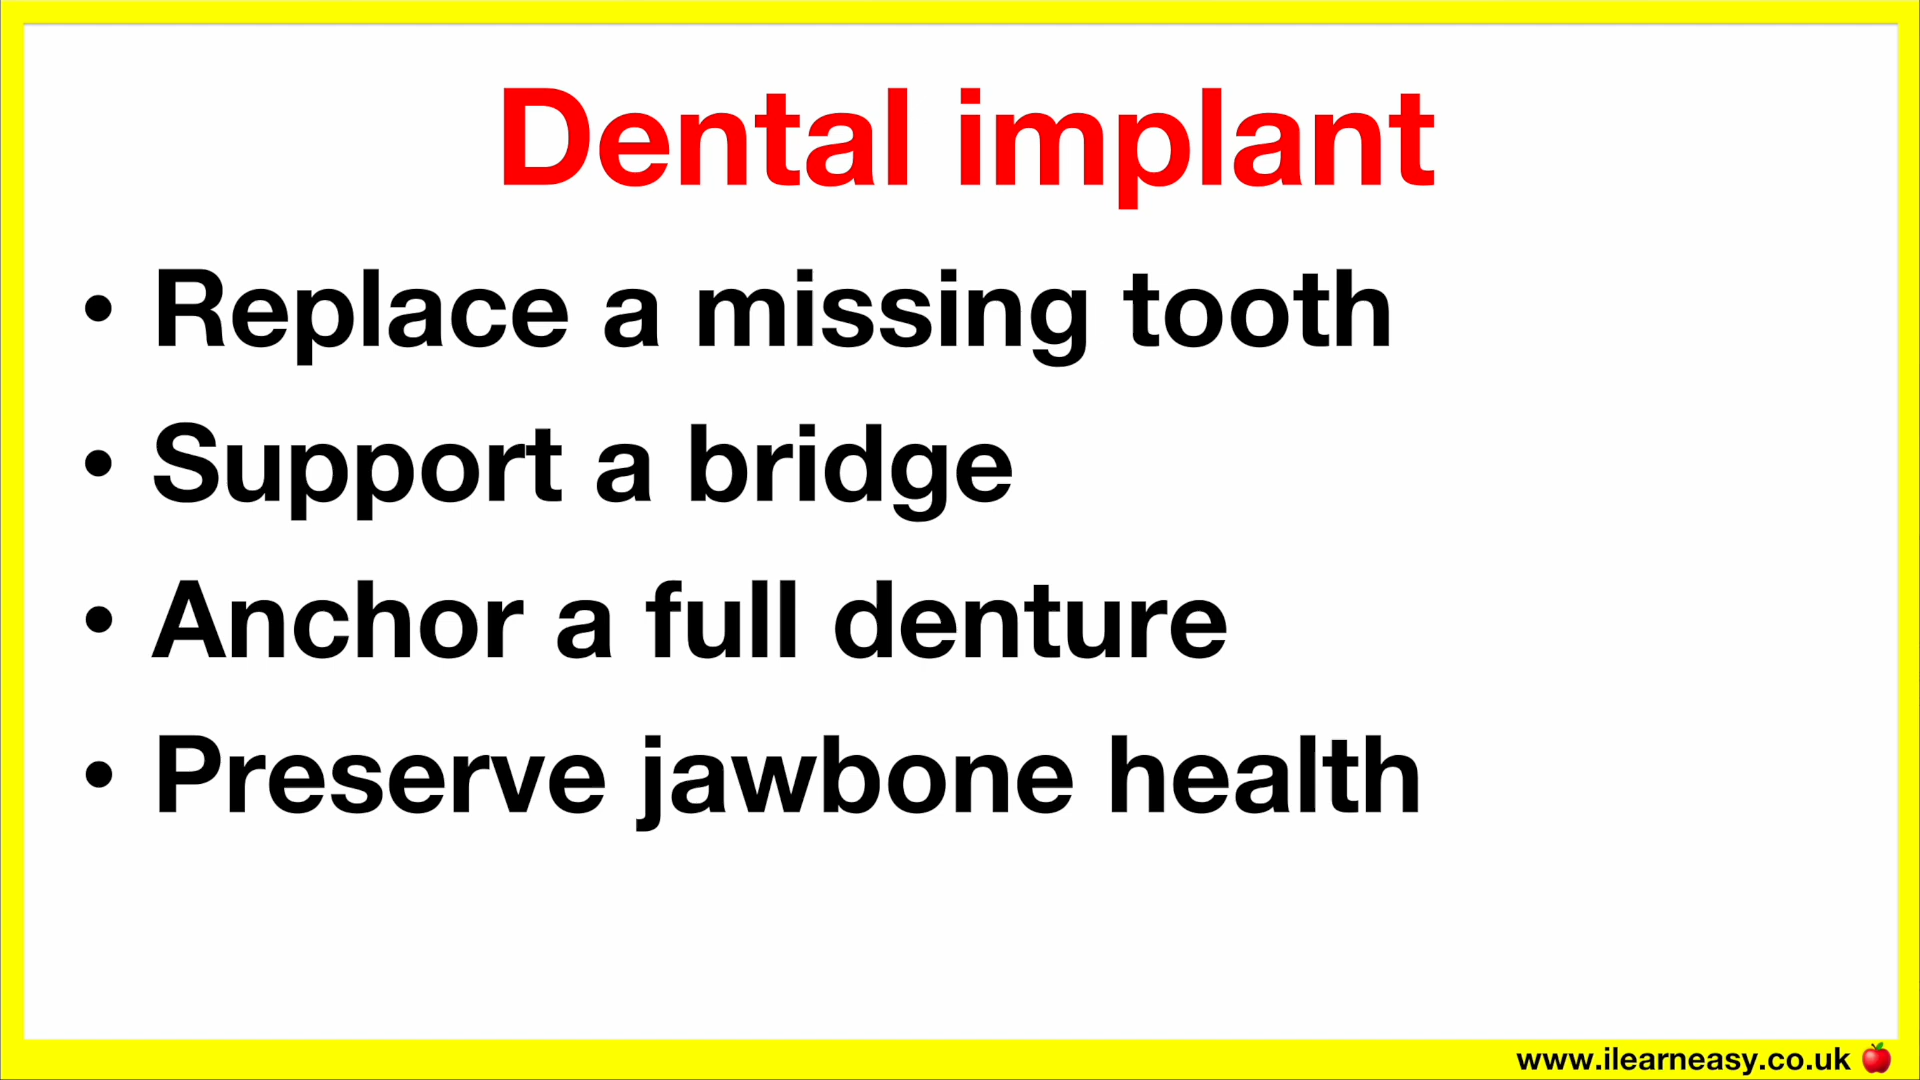 Dental implant
• Replace a missing tooth
• Support a bridge
• Anchor a full denture
• Preserve jawbone health
www.ilearneasy.co.uk